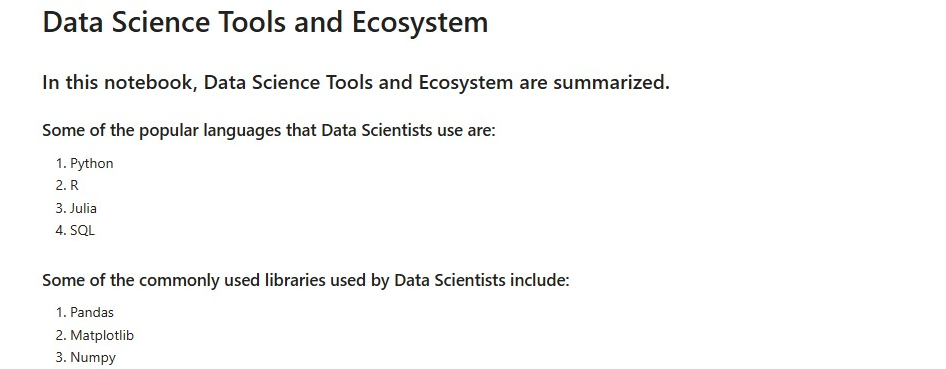 Data Science Tools and Ecosystem
In this notebook, Data Science Tools and Ecosystem are summarized.
Some of the popular languages that Data Scientists use are:
1. Python
2. R
3. Julia
4. SQL
Some of the commonly used libraries used by Data Scientists include:
1. Pandas
2. Matplotlib
3. Numpy